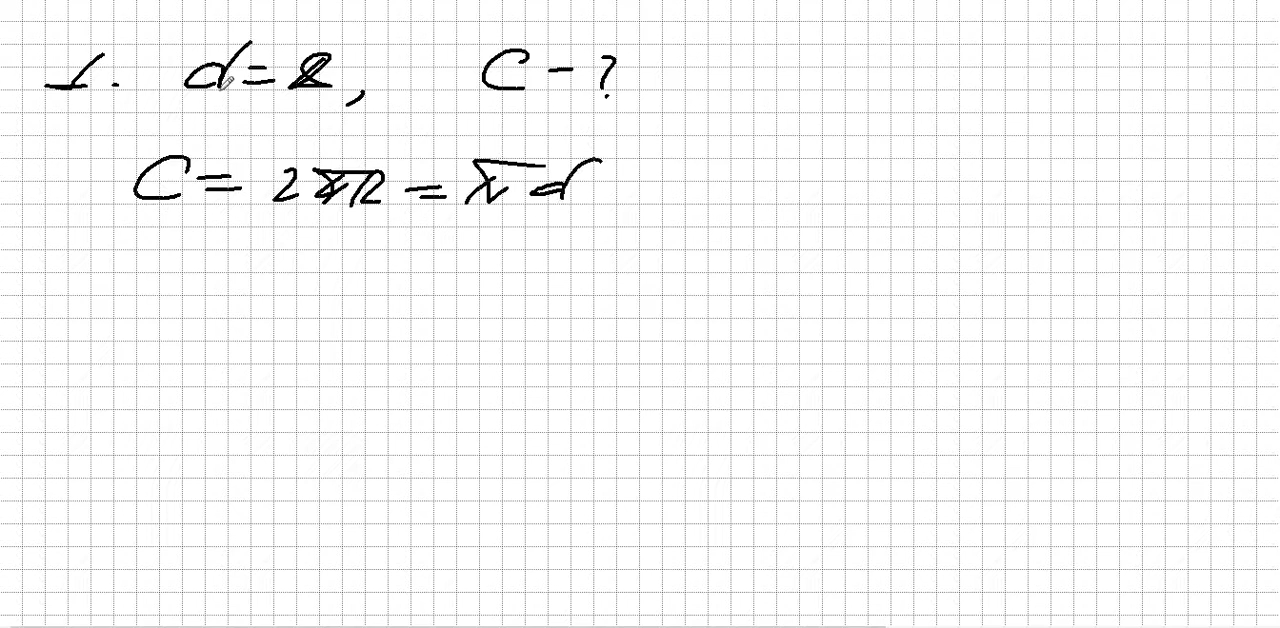 1. d = 2, C - ?
C = 2πR = πd